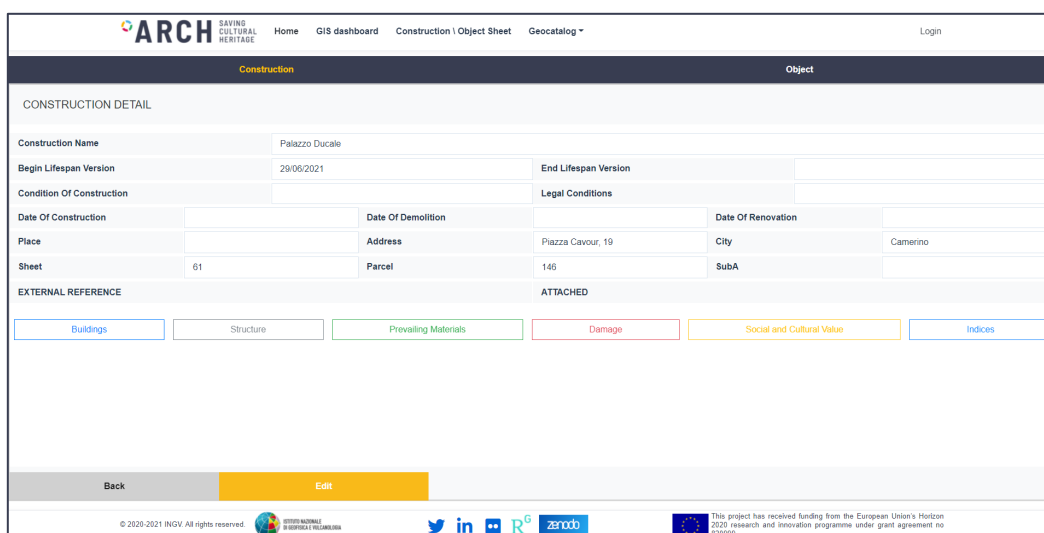 ARCH SAVING CULTURAL HERITAGE Home GIS dashboard Construction \ Object Sheet Geocatalog Login
Construction Object
CONSTRUCTION DETAIL
Construction Name Palazzo Ducale
Begin Lifespan Version 29/06/2021 End Lifespan Version
Condition Of Construction Legal Conditions
Date Of Construction Date Of Demolition Date Of Renovation
Place Address Piazza Cavour, 19 City Camerino
Sheet 61 Parcel 146 SubA
EXTERNAL REFERENCE ATTACHED
Buildings Structure Prevailing Materials Damage Social and Cultural Value Indices
Back Edit
© 2020-2021 INGV. All rights reserved. ISTITUTO NAZIONALE DI GEOFISICA E VULCANOLOGIA in R^G zenodo This project has received funding from the European Union's Horizon
2020 research and innovation programme under grant agreement no